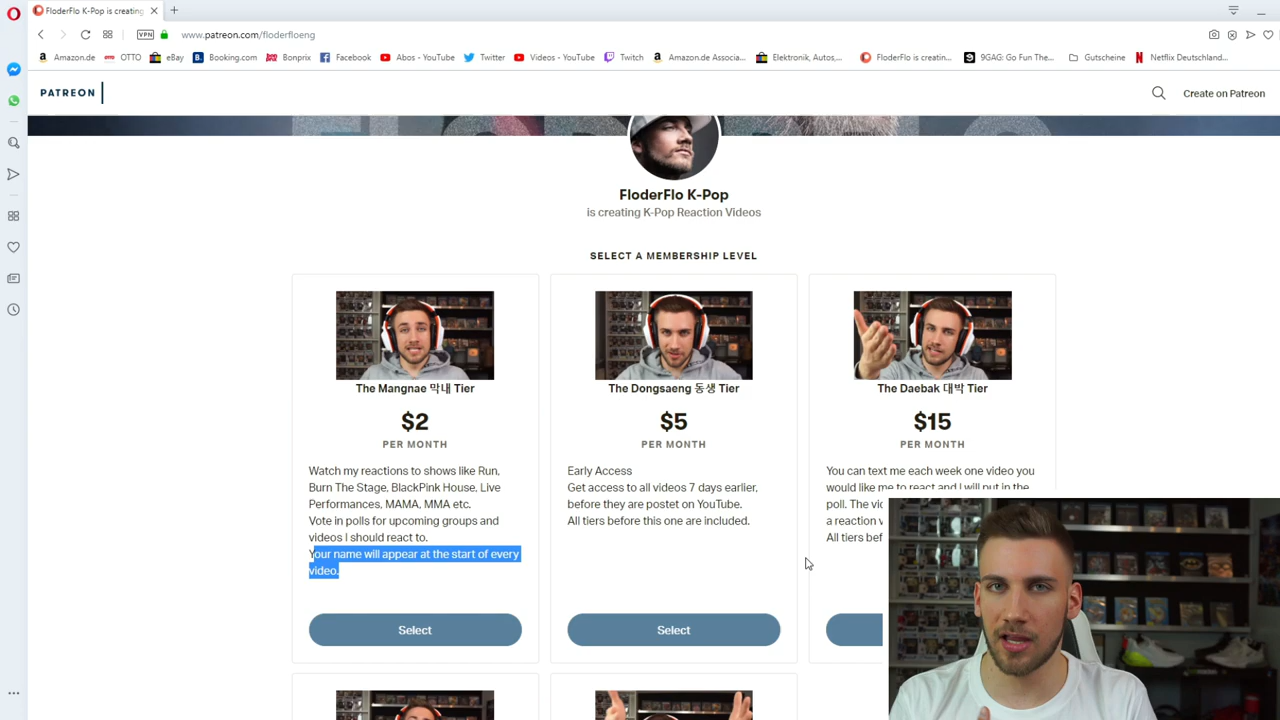 FloderFlo K-Pop is creating
VPN
www.patreon.com/floderfloeng
Amazon.de
OTTO
eBay
Booking.com
Bonprix
Facebook
Abos - YouTube
Twitter
Videos - YouTube
Twitch
Amazon.de Associa...
Elektronik, Autos,...
FloderFlo is creatin...
9GAG: Go Fun The...
Gutscheine
Netflix Deutschland...
PATREON
Create on Patreon
FloderFlo K-Pop
is creating K-Pop Reaction Videos
SELECT A MEMBERSHIP LEVEL
The Mangnae 막내 Tier
$2
PER MONTH
Watch my reactions to shows like Run,
Burn The Stage, BlackPink House, Live
Performances, MAMA, MMA etc.
Vote in polls for upcoming groups and
videos I should react to.
Your name will appear at the start of every
video.
Select
The Dongsaeng 동생 Tier
$5
PER MONTH
Early Access
Get access to all videos 7 days earlier,
before they are postet on YouTube.
All tiers before this one are included.
Select
The Daebak 대박 Tier
$15
PER MONTH
You can text me each week one video you
would like me to react and I will put in the
poll. The
a reaction
All tiers